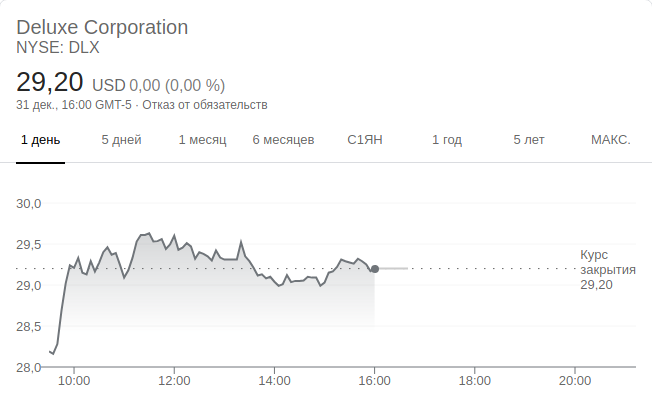 Deluxe Corporation
NYSE: DLX
29,20 USD 0,00 (0,00 %)
31 дек., 16:00 GMT-5 · Отказ от обязательств
1 день 5 дней 1 месяц 6 месяцев С1ЯН 1 год 5 лет МАКС.
30,0
29,5
Курс
закрытия
29,20
29,0
28,5
28,0
10:00 12:00 14:00 16:00 18:00 20:00